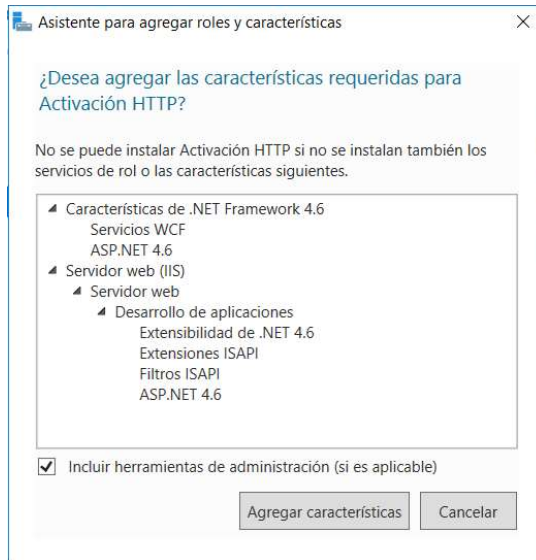 Asistente para agregar roles y características
¿Desea agregar las características requeridas para
Activación HTTP?
No se puede instalar Activación HTTP si no se instalan también los
servicios de rol o las características siguientes.
Características de .NET Framework 4.6
Servicios WCF
ASP.NET 4.6
Servidor web (IIS)
Servidor web
Desarrollo de aplicaciones
Extensibilidad de .NET 4.6
Extensiones ISAPI
Filtros ISAPI
ASP.NET 4.6
Incluir herramientas de administración (si es aplicable)
Agregar características Cancelar